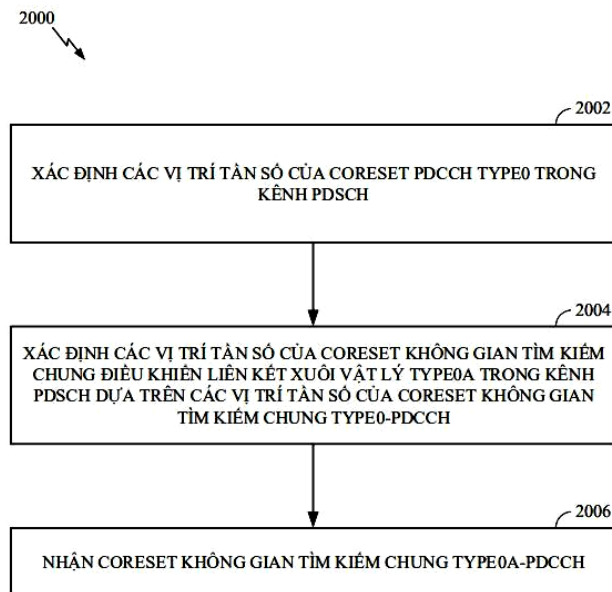 2000
2002
XÁC ĐỊNH CÁC VỊ TRÍ TẦN SỐ CỦA CORESET PDCCH TYPE0 TRONG
KÊNH PDSCH
2004
XÁC ĐỊNH CÁC VỊ TRÍ TẦN SỐ CỦA CORESET KHÔNG GIAN TÌM KIẾM
CHUNG ĐIỀU KHIỂN LIÊN KẾT XUÔI VẬT LÝ TYPE0A TRONG KÊNH
PDSCH DỰA TRÊN CÁC VỊ TRÍ TẦN SỐ CỦA CORESET KHÔNG GIAN
TÌM KIẾM CHUNG TYPE0-PDCCH
2006
NHẬN CORESET KHÔNG GIAN TÌM KIẾM CHUNG TYPE0A-PDCCH